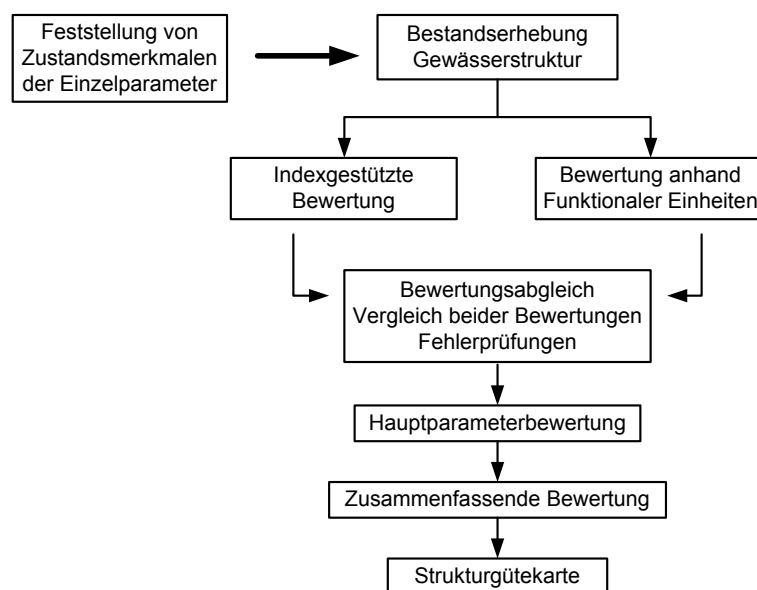 Feststellung von
Zustandsmerkmalen
der Einzelparameter
Bestandserhebung
Gewässerstruktur
Indexgestützte
Bewertung
Bewertung anhand
Funktionaler Einheiten
Bewertungsabgleich
Vergleich beider Bewertungen
Fehlerprüfungen
Hauptparameterbewertung
Zusammenfassende Bewertung
Strukturgütekarte